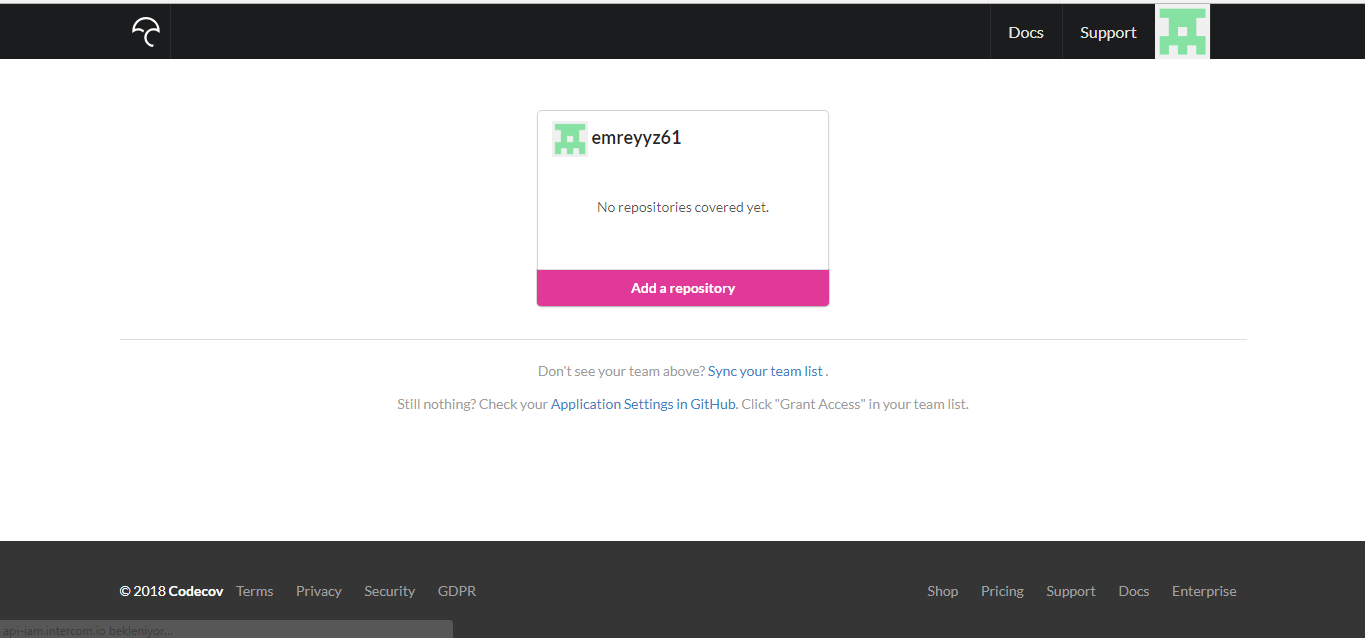 Docs Support
emreyyz61
No repositories covered yet.
Add a repository
Don't see your team above? Sync your team list .
Still nothing? Check your Application Settings in GitHub. Click "Grant Access" in your team list.
© 2018 Codecov Terms Privacy Security GDPR Shop Pricing Support Docs Enterprise
api-iam.intercom.io bekleniyor...